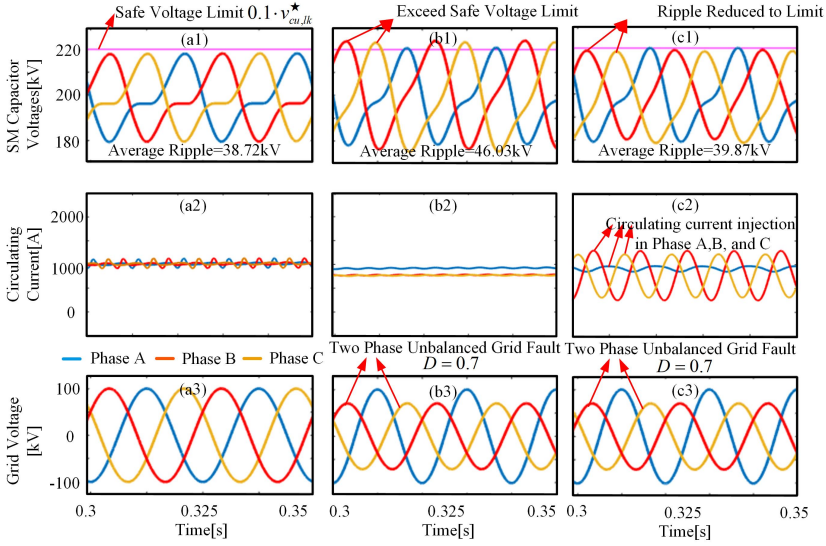 Safe Voltage Limit 0.1·v★cu,lk
Exceed Safe Voltage Limit
Ripple Reduced to Limit
SM Capacitor
Voltages[kV]
220
200
180
(a1)
Average Ripple=38.72kV
(b1)
Average Ripple=46.03kV
(c1)
Average Ripple=39.87kV
Circulating
Current[A]
2000
1000
0
(a2)
(b2)
(c2)
Circulating current injection
in Phase A,B, and C
Phase A
Phase B
Phase C
Two Phase Unbalanced Grid Fault
D = 0.7
Two Phase Unbalanced Grid Fault
D = 0.7
Grid Voltage
[kV]
100
0
-100
(a3)
(b3)
(c3)
0.3
0.325
0.35
Time[s]
0.3
0.325
0.35
Time[s]
0.3
0.325
0.35
Time[s]